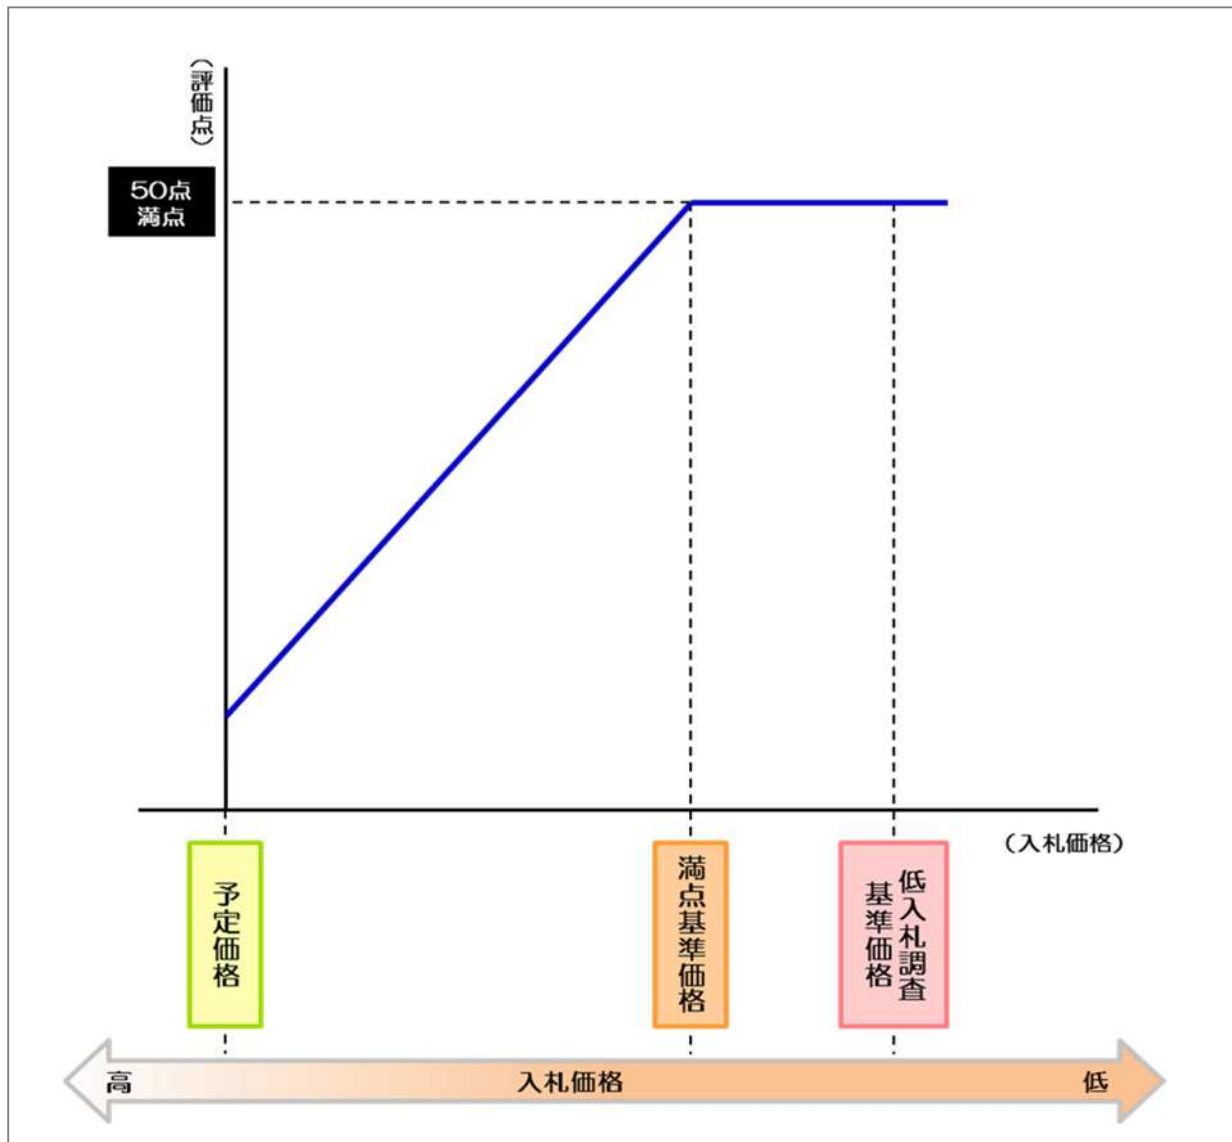 （評価点）
50点
満点
（入札価格）
予定価格
満点基準価格
低入札調査
基準価格
高
入札価格
低